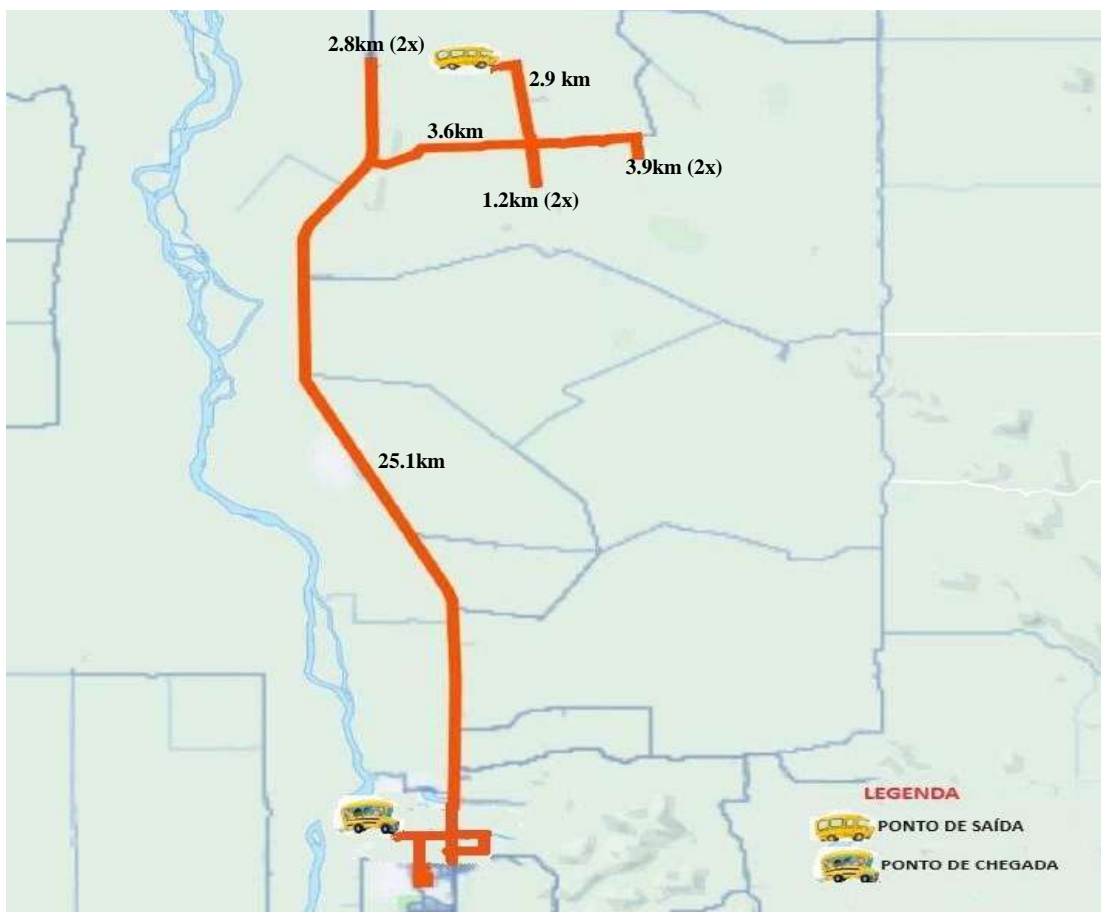 2.8km (2x)
2.9 km
3.6km
3.9km (2x)
1.2km (2x)
25.1km
LEGENDA
PONTO DE SAÍDA
PONTO DE CHEGADA